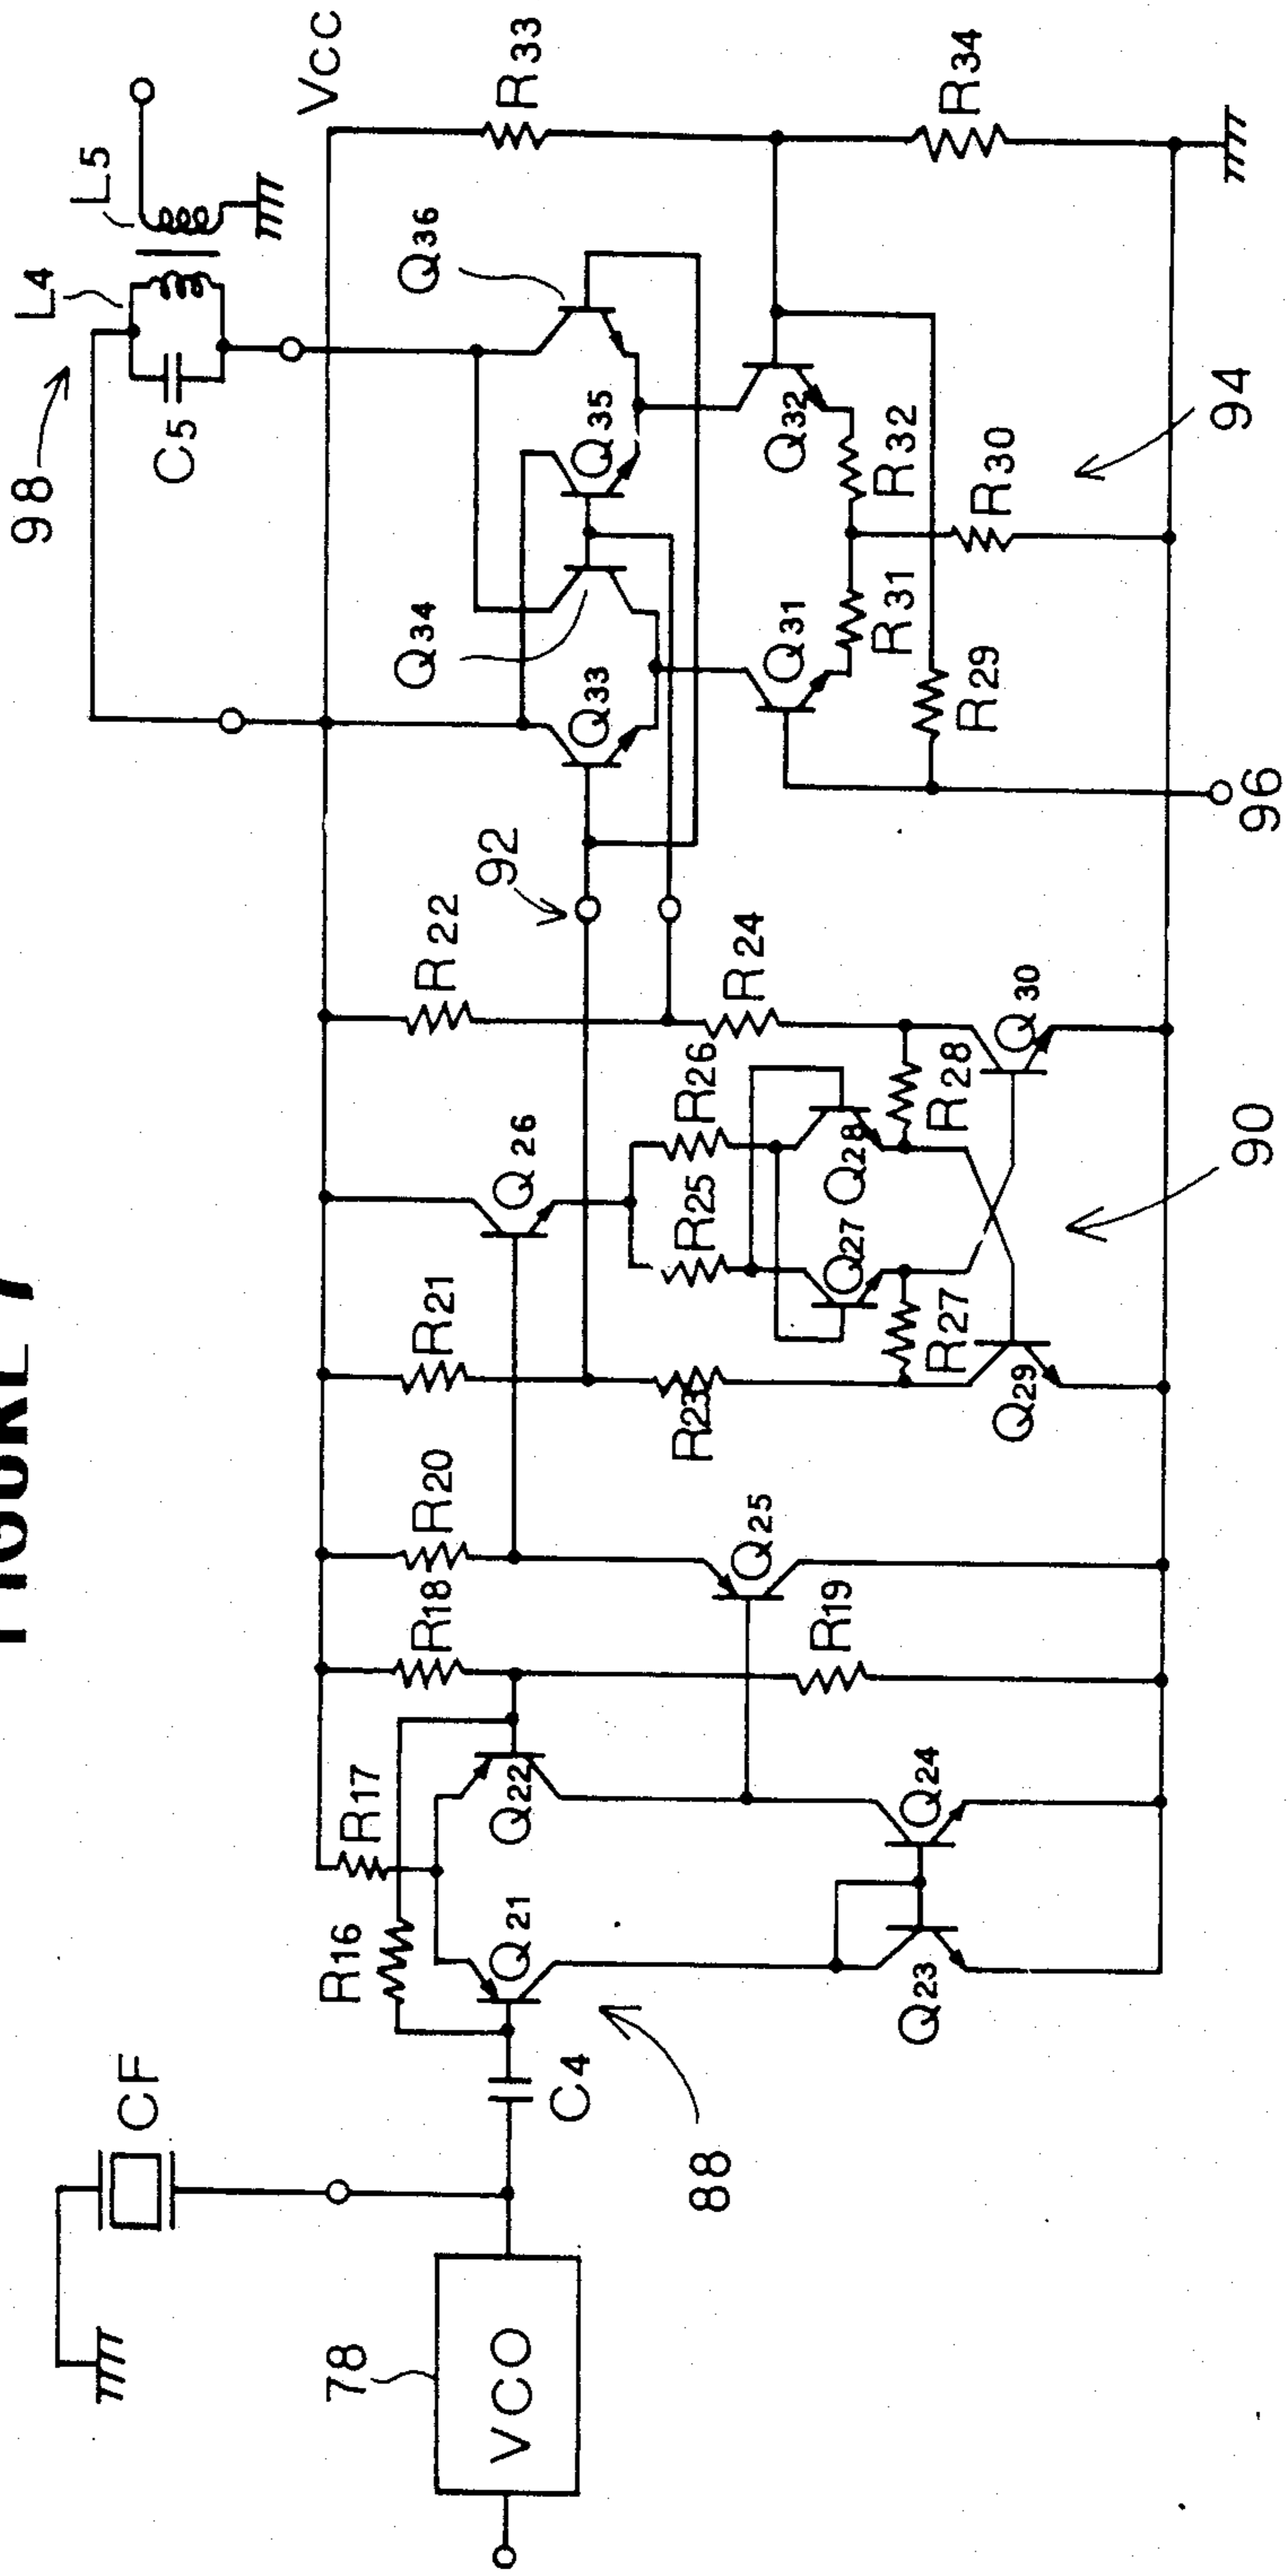 FIGURE 7
98
L4
L5
C5
VCC
R33
Q36
Q35
Q34
Q33
R34
Q32
R32
Q31
R31
R30
R29
94
96
92
R22
R24
Q26
R26
R25
Q28
Q27
R28
Q30
R27
R21
R23
Q29
90
R20
R18
Q25
R19
R17
Q22
Q24
R16
Q21
Q23
88
CF
C4
78
VCO